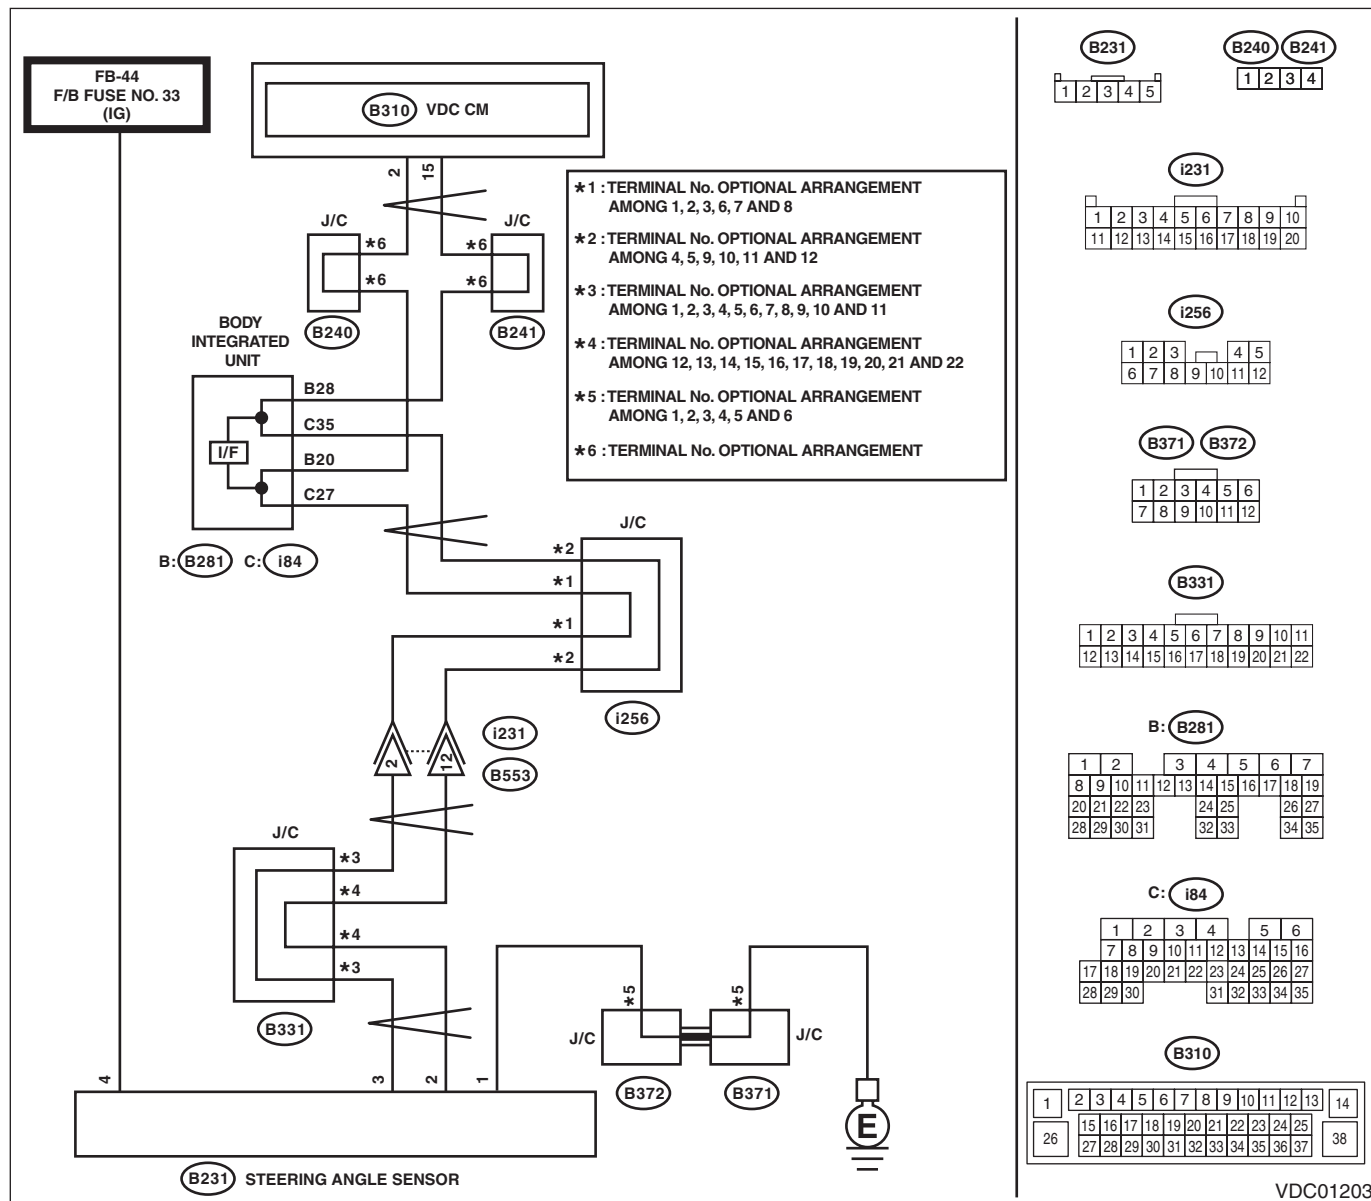 FB-44
F/B FUSE NO. 33
(IG)
B310 VDC CM
2
15
J/C
J/C
*6
*6
*6
*6
B240
B241
*1 : TERMINAL No. OPTIONAL ARRANGEMENT
AMONG 1, 2, 3, 6, 7 AND 8
*2 : TERMINAL No. OPTIONAL ARRANGEMENT
AMONG 4, 5, 9, 10, 11 AND 12
*3 : TERMINAL No. OPTIONAL ARRANGEMENT
AMONG 1, 2, 3, 4, 5, 6, 7, 8, 9, 10 AND 11
*4 : TERMINAL No. OPTIONAL ARRANGEMENT
AMONG 12, 13, 14, 15, 16, 17, 18, 19, 20, 21 AND 22
*5 : TERMINAL No. OPTIONAL ARRANGEMENT
AMONG 1, 2, 3, 4, 5 AND 6
*6 : TERMINAL No. OPTIONAL ARRANGEMENT
BODY
INTEGRATED
UNIT
B28
C35
I/F
B20
C27
B: B281 C: i84
J/C
*2
*1
*1
*2
i256
2
12
i231
B553
J/C
*3
*4
*4
*3
B331
*5
*5
J/C
J/C
B372
B371
4
3
2
1
E
B231 STEERING ANGLE SENSOR
B231
1 2 3 4 5
B240 B241
1 2 3 4
i231
1 2 3 4 5 6 7 8 9 10
11 12 13 14 15 16 17 18 19 20
i256
1 2 3 4 5
6 7 8 9 10 11 12
B371 B372
1 2 3 4 5 6
7 8 9 10 11 12
B331
1 2 3 4 5 6 7 8 9 10 11
12 13 14 15 16 17 18 19 20 21 22
B: B281
1 2 3 4 5 6 7
8 9 10 11 12 13 14 15 16 17 18 19
20 21 22 23 24 25 26 27
28 29 30 31 32 33 34 35
C: i84
1 2 3 4 5 6
7 8 9 10 11 12 13 14 15 16
17 18 19 20 21 22 23 24 25 26 27
28 29 30 31 32 33 34 35
B310
1 2 3 4 5 6 7 8 9 10 11 12 13 14
15 16 17 18 19 20 21 22 23 24 25
26 27 28 29 30 31 32 33 34 35 36 37 38
VDC01203